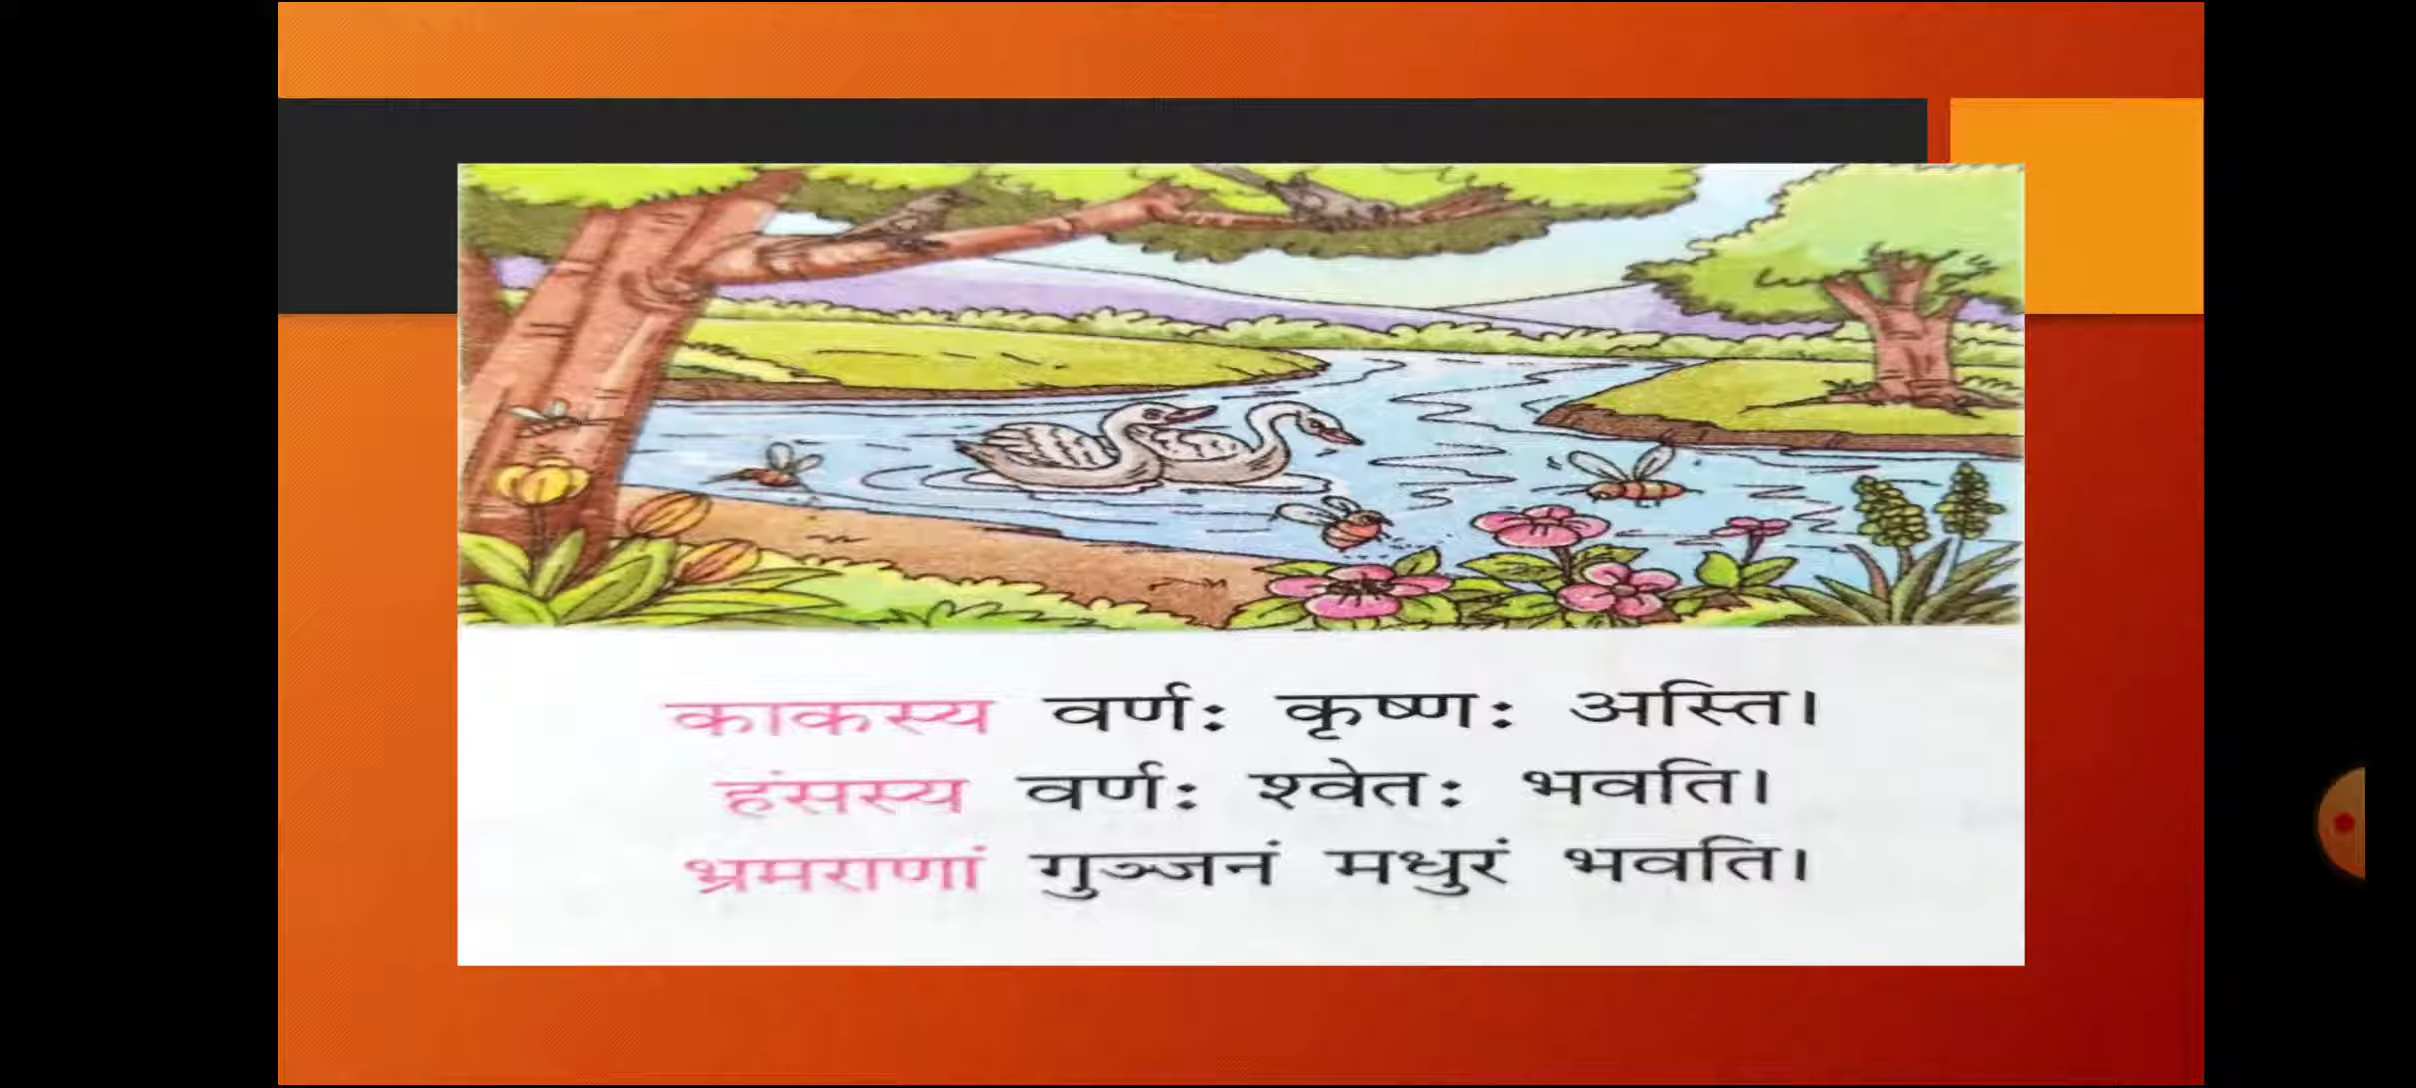 काकस्य वर्णः कृष्णः अस्ति।
हंसस्य वर्णः श्वेतः भवति।
भ्रमराणां गुञ्जनं मधुरं भवति।